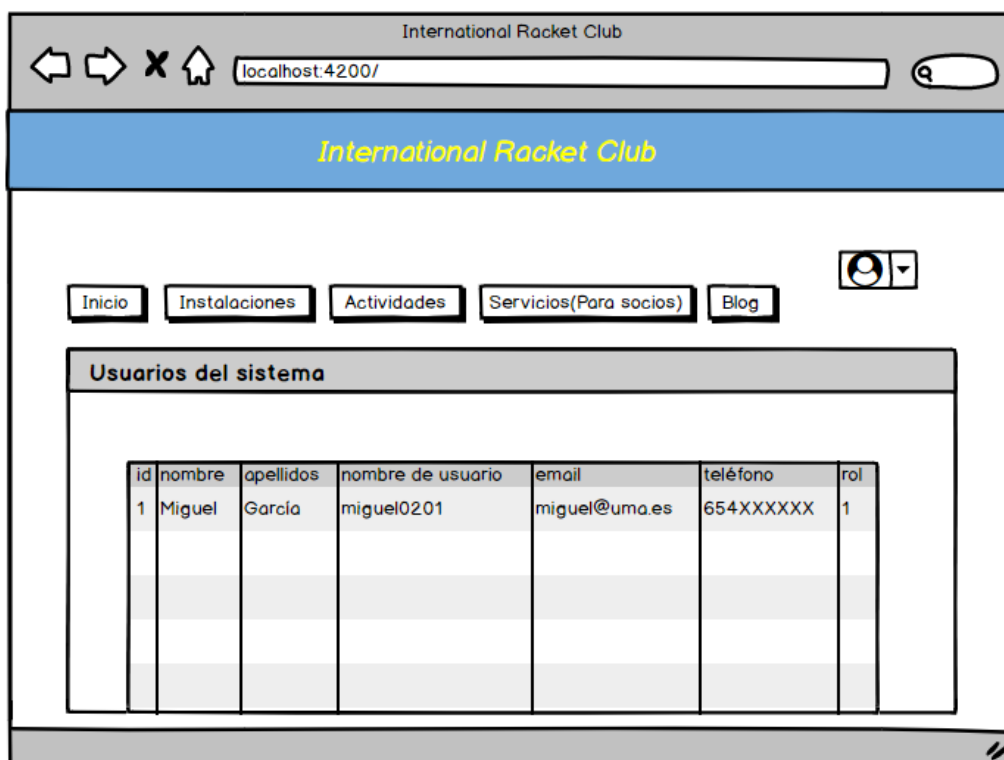 International Racket Club
localhost:4200/
International Racket Club
Inicio Instalaciones Actividades Servicios(Para socios) Blog
Usuarios del sistema
id nombre apellidos nombre de usuario email teléfono rol
1 Miguel García miguel0201 miguel@uma.es 654XXXXXX 1